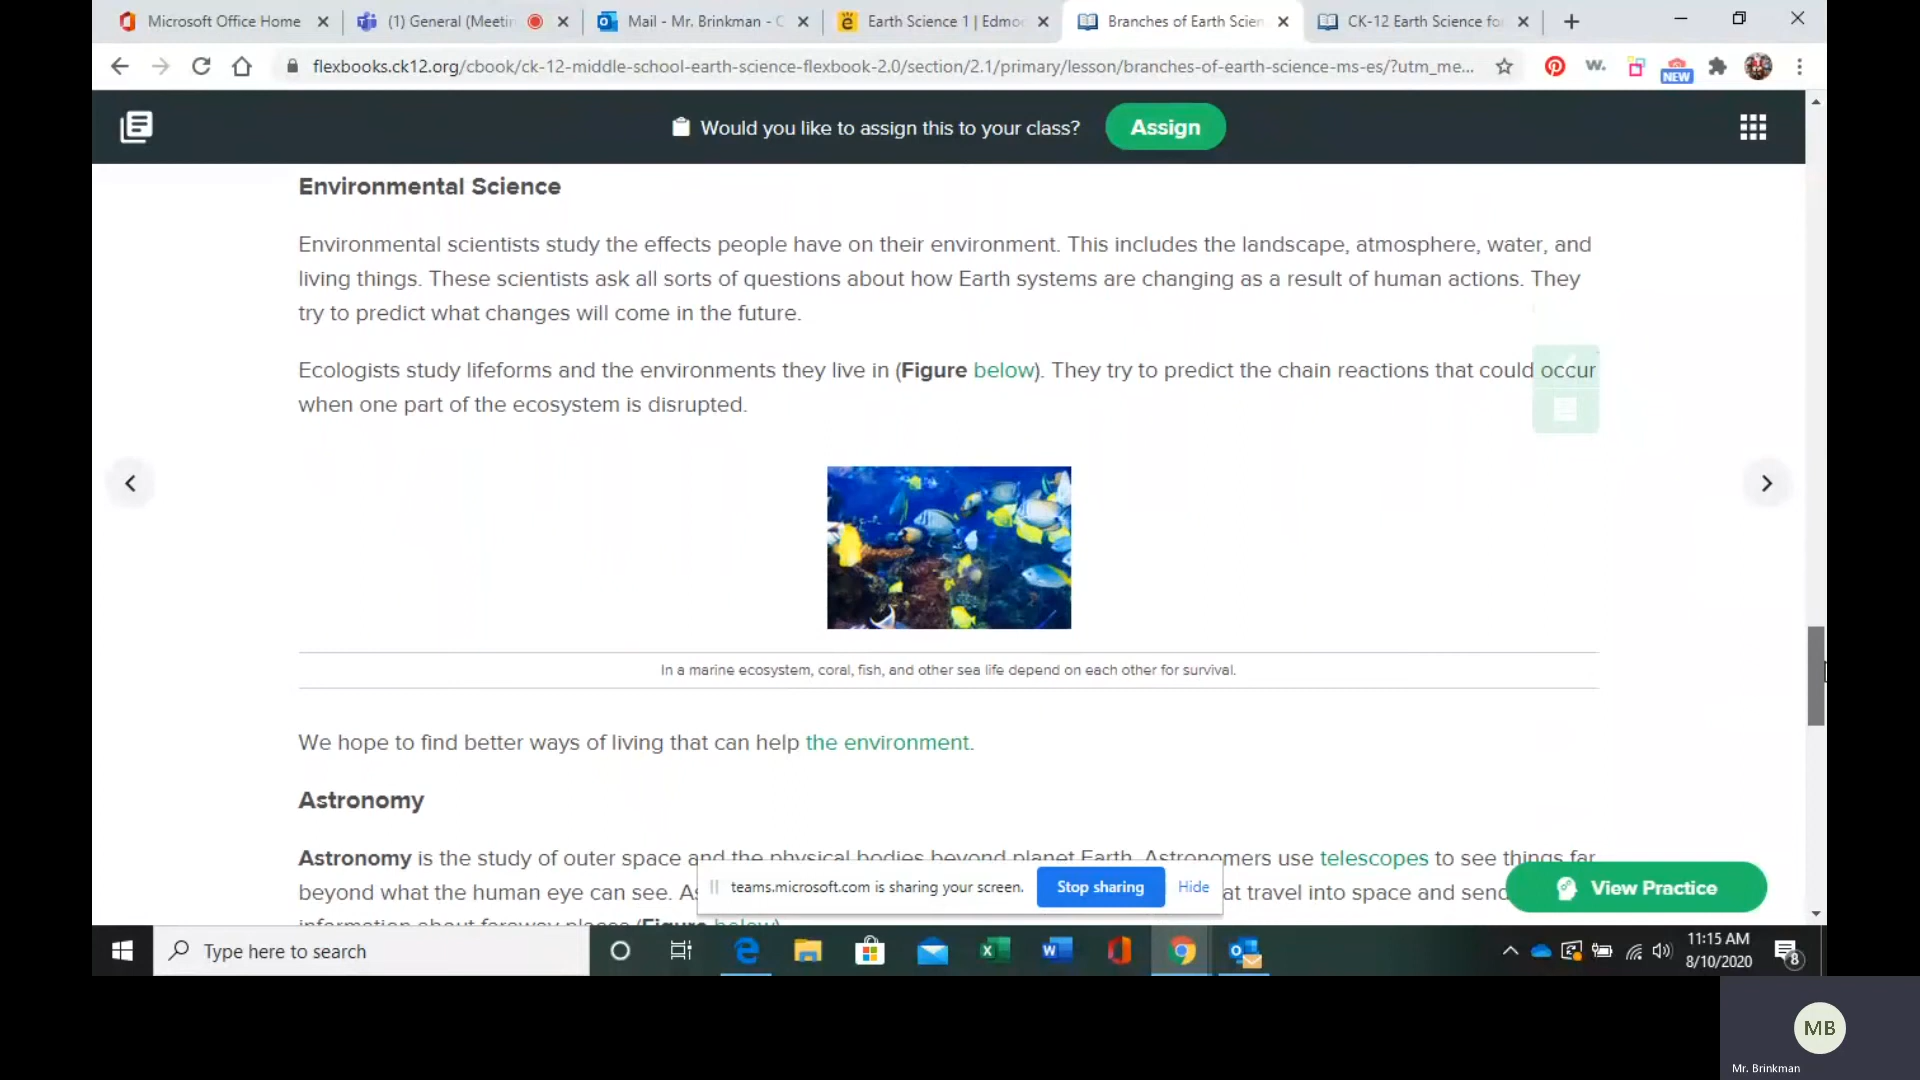 Microsoft Office Home
(1) General (Meetin
Mail - Mr. Brinkman - C
Earth Science 1 | Edmo
Branches of Earth Scien
CK-12 Earth Science fo
flexbooks.ck12.org/cbook/ck-12-middle-school-earth-science-flexbook-2.0/section/2.1/primary/lesson/branches-of-earth-science-ms-es/?utm_me...
w.
NEW
Would you like to assign this to your class?
Assign
Environmental Science
Environmental scientists study the effects people have on their environment. This includes the landscape, atmosphere, water, and
living things. These scientists ask all sorts of questions about how Earth systems are changing as a result of human actions. They
try to predict what changes will come in the future.
Ecologists study lifeforms and the environments they live in (Figure below). They try to predict the chain reactions that could occur
when one part of the ecosystem is disrupted.
In a marine ecosystem, coral, fish, and other sea life depend on each other for survival.
We hope to find better ways of living that can help the environment.
Astronomy
Astronomy is the study of outer space and the physical bodies beyond planet Earth. Astronomers use telescopes to see things far
beyond what the human eye can see. As
at travel into space and send
information about faraway places (Figure below).
teams.microsoft.com is sharing your screen.
Stop sharing
Hide
View Practice
Type here to search
11:15 AM
8/10/2020
8
MB
Mr. Brinkman